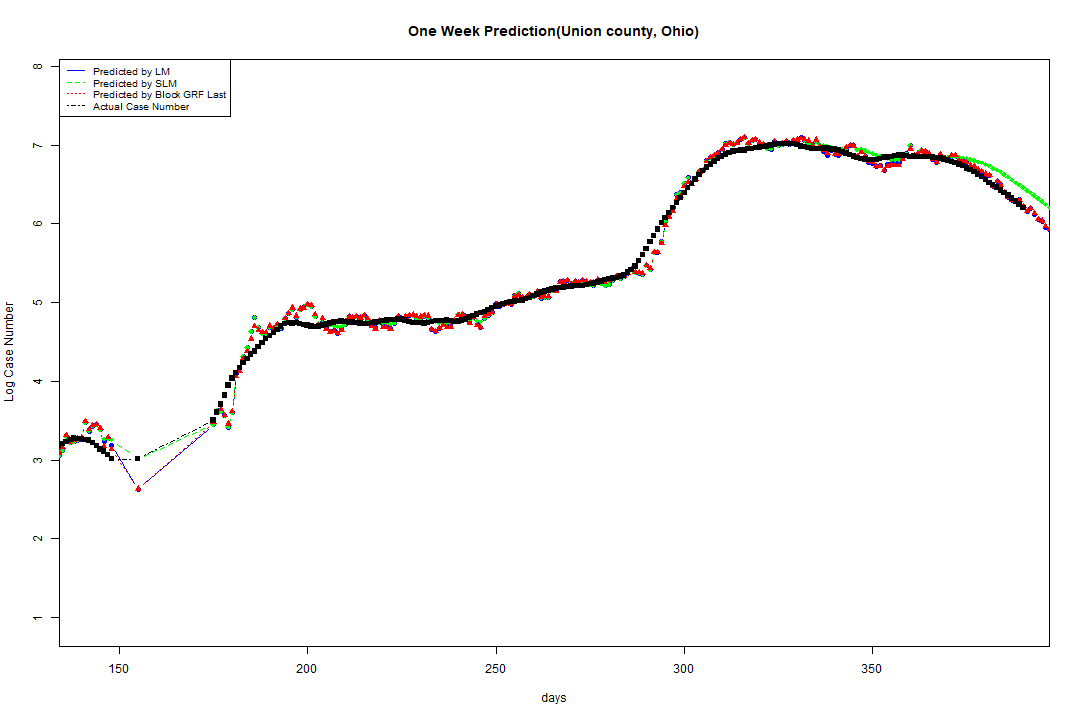 One Week Prediction(Union county, Ohio)
Predicted by LM
Predicted by SLM
Predicted by Block GRF Last
Actual Case Number
8
7
6
5
4
3
2
1
Log Case Number
150 200 250 300 350
days